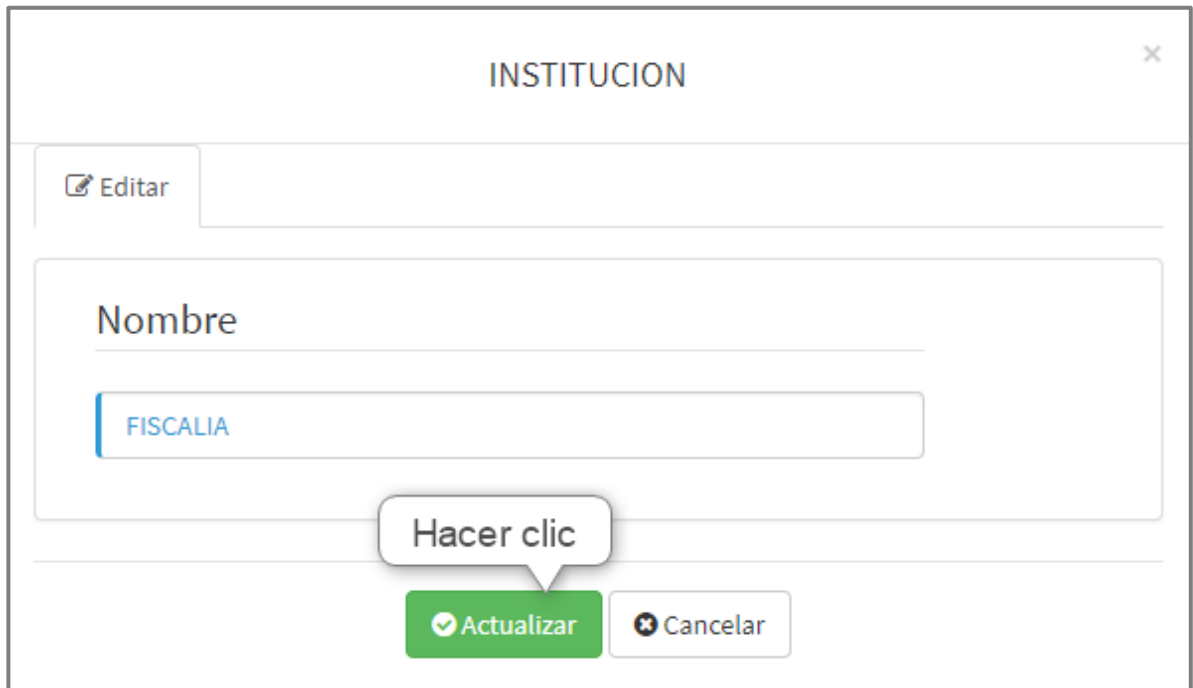 INSTITUCION
×
Editar
Nombre
FISCALIA
Hacer clic
Actualizar
Cancelar